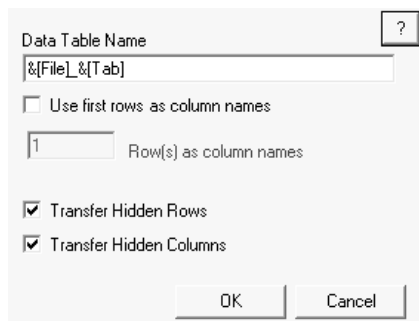 ?
Data Table Name
&[File]_&[Tab]
Use first rows as column names
1
Row(s) as column names
Transfer Hidden Rows
Transfer Hidden Columns
OK Cancel